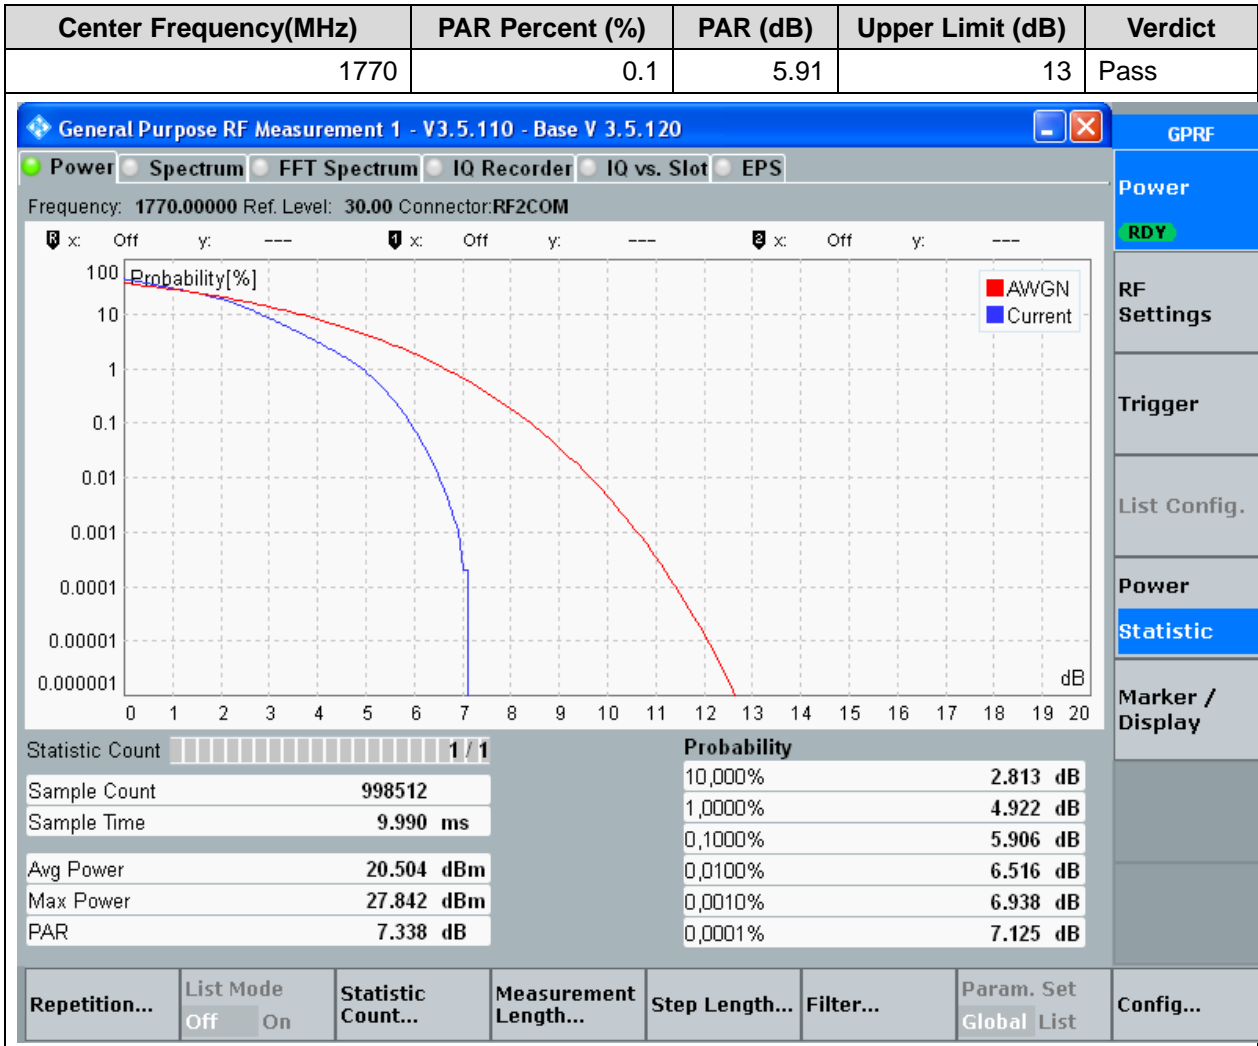 Center Frequency(MHz) PAR Percent (%) PAR (dB) Upper Limit (dB) Verdict
1770 0.1 5.91 13 Pass
General Purpose RF Measurement 1 - V3.5.110 - Base V 3.5.120
GPRF
Power Spectrum FFT Spectrum IQ Recorder IQ vs. Slot EPS
Power
RDY
Frequency: 1770.00000 Ref. Level: 30.00 Connector:RF2COM
R x: Off y: --- 1 x: Off y: --- 2 x: Off y: ---
Probability[%]
AWGN
Current
100
10
1
0.1
0.01
0.001
0.0001
0.00001
0.000001
dB
0 1 2 3 4 5 6 7 8 9 10 11 12 13 14 15 16 17 18 19 20
RF
Settings
Trigger
List Config.
Power
Statistic
Marker /
Display
Statistic Count 1 / 1
Sample Count 998512
Sample Time 9.990 ms
Avg Power 20.504 dBm
Max Power 27.842 dBm
PAR 7.338 dB
Probability
10,000% 2.813 dB
1,0000% 4.922 dB
0,1000% 5.906 dB
0,0100% 6.516 dB
0,0010% 6.938 dB
0,0001% 7.125 dB
Repetition...
List Mode
Off On
Statistic
Count...
Measurement
Length...
Step Length...
Filter...
Param. Set
Global List
Config...